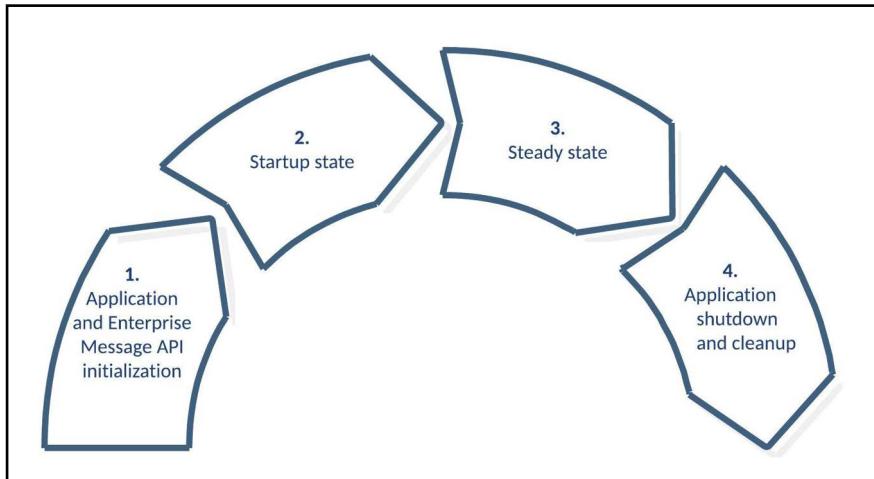 1.
Application
and Enterprise
Message API
initialization
2.
Startup state
3.
Steady state
4.
Application
shutdown
and cleanup